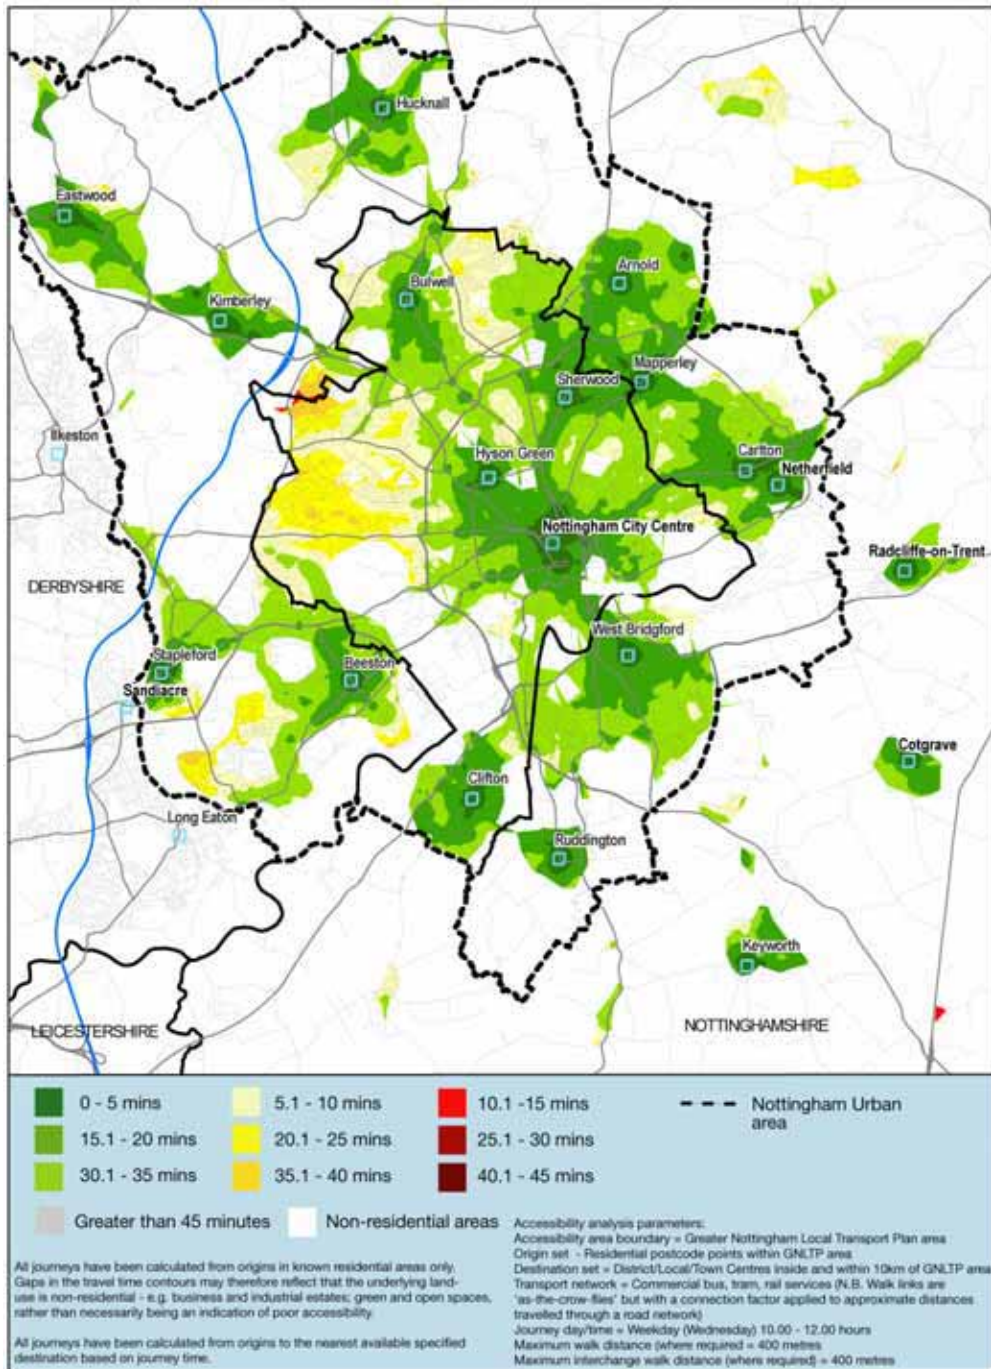 Hucknall
Eastwood
Arnold
Bulwell
Kimberley
Mapperley
Sherwood
Ilkeston
Carlton
Hyson Green
Netherfield
Nottingham City Centre
Radcliffe-on-Trent
DERBYSHIRE
West Bridgford
Stapleford
Beeston
Sandiacre
Cotgrave
Clifton
Long Eaton
Ruddington
Keyworth
LEICESTERSHIRE
NOTTINGHAMSHIRE
0 - 5 mins
5.1 - 10 mins
10.1 -15 mins
Nottingham Urban
area
15.1 - 20 mins
20.1 - 25 mins
25.1 - 30 mins
30.1 - 35 mins
35.1 - 40 mins
40.1 - 45 mins
Greater than 45 minutes
Non-residential areas
All journeys have been calculated from origins in known residential areas only.
Gaps in the travel time contours may therefore reflect that the underlying land-
use is non-residential - e.g. business and industrial estates; green and open spaces,
rather than necessarily being an indication of poor accessibility.
All journeys have been calculated from origins to the nearest available specified
destination based on journey time.
Accessibility analysis parameters:
Accessibility area boundary = Greater Nottingham Local Transport Plan area
Origin set - Residential postcode points within GNLTP area
Destination set = District/Local/Town Centres inside and within 10km of GNLTP area
Transport network = Commercial bus, tram, rail services (N.B. Walk links are
'as-the-crow-flies' but with a connection factor applied to approximate distances
travelled through a road network)
Journey day/time = Weekday (Wednesday) 10.00 - 12.00 hours
Maximum walk distance (where required = 400 metres
Maximum interchange walk distance (where required) = 400 metres